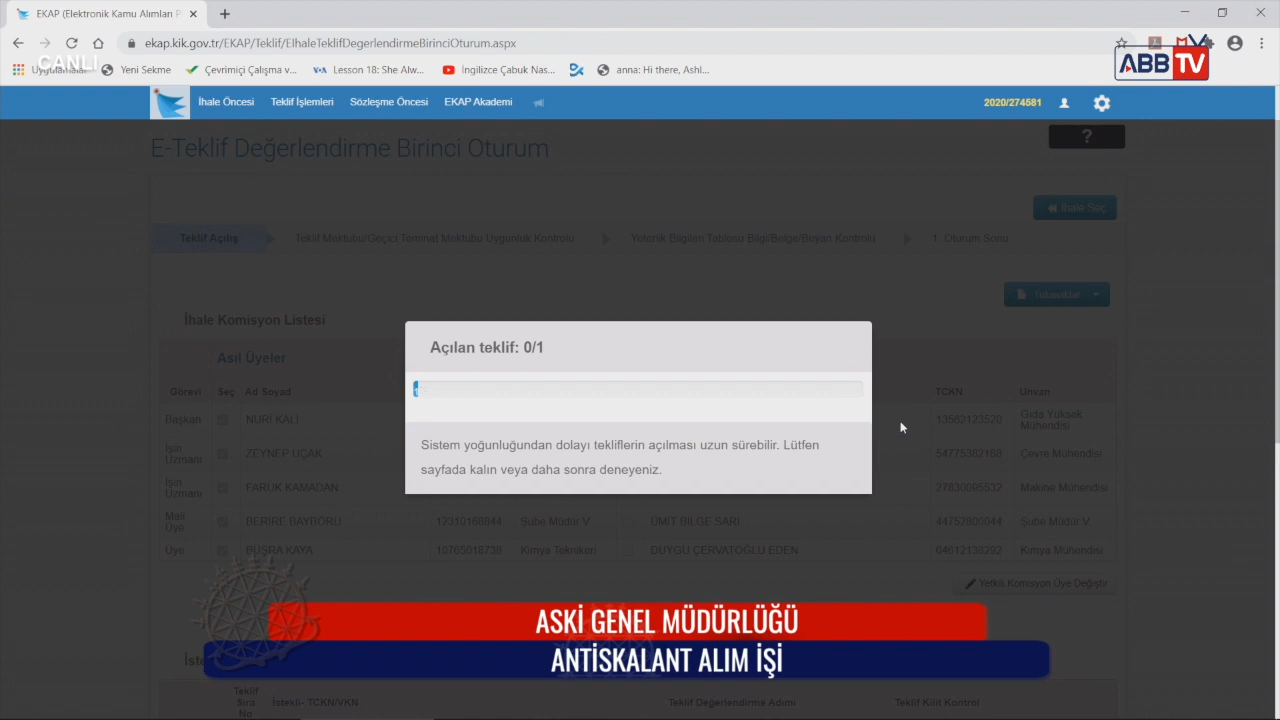 EKAP (Elektronik Kamu Alımları P
ekap.kik.gov.tr/EKAP/Teklif/EIhaleTeklifDegerlendirmeBirinciOturum.aspx
CANLI
ABB TV
Uygulamalar
Yeni Sekme
Çevrimiçi Çalışma v...
Lesson 18: She Alw...
İngilizce Çabuk Nas...
anna: Hi there, Ashl...
İhale Öncesi
Teklif İşlemleri
Sözleşme Öncesi
EKAP Akademi
2020/274581
E-Teklif Değerlendirme Birinci Oturum
?
İhale Seç
Teklif Açılış
Teklif Mektubu/Geçici Teminat Mektubu Uygunluk Kontrolü
Yeterlik Bilgileri Tablosu Bilgi/Belge/Beyan Kontrolü
1. Oturum Sonu
Tutanaklar
İhale Komisyon Listesi
Asıl Üyeler
Açılan teklif: 0/1
Sistem yoğunluğundan dolayı tekliflerin açılması uzun sürebilir. Lütfen
sayfada kalın veya daha sonra deneyeniz.
Görevi Seç Ad Soyad TCKN Unvan
Başkan NURİ KALİ 13562123520 Gıda Yüksek Mühendisi
İşin Uzmanı ZEYNEP UÇAK 54775382188 Çevre Mühendisi
İşin Uzmanı FARUK KAMADAN 27830095532 Makine Mühendisi
Mali Üye BERİRE BAYBÖRÜ 12310168844 Şube Müdür V. ÜMİT BİLGE SARI 44752800044 Şube Müdür V.
Üye BUŞRA KAYA 10765018738 Kimya Teknikeri DUYGU ÇERVATOĞLU EDEN 04612138292 Kimya Mühendisi
Yetkili Komisyon Üye Değiştir
ASKİ GENEL MÜDÜRLÜĞÜ
ANTİSKALANT ALIM İŞİ
İste
Teklif Sıra No
İstekli- TCKN/VKN
Teklif Değerlendirme Adımı
Teklif Kilit Kontrol